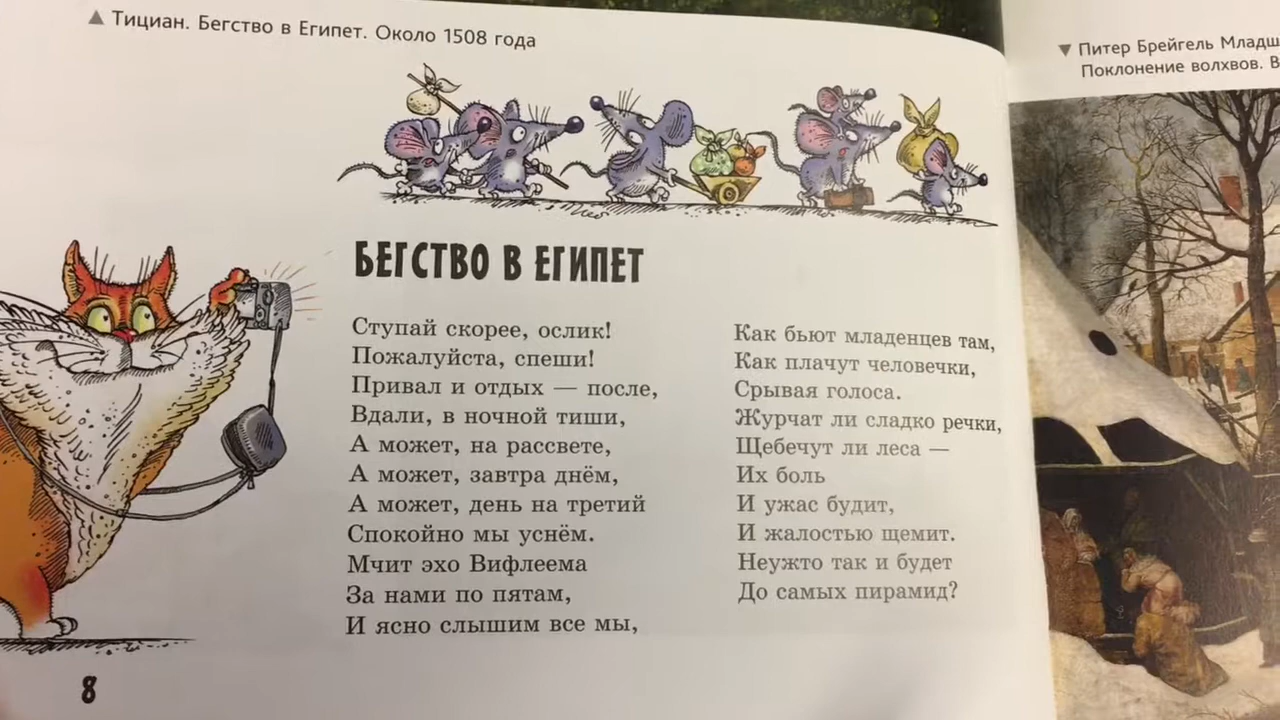 ▲ Тициан. Бегство в Египет. Около 1508 года
▼ Питер Брейгель
Поклонение волхвов.
БЕГСТВО В ЕГИПЕТ
Ступай скорее, ослик!
Пожалуйста, спеши!
Привал и отдых — после,
Вдали, в ночной тиши,
А может, на рассвете,
А может, завтра днём,
А может, день на третий
Спокойно мы уснём.
Мчит эхо Вифлеема
За нами по пятам,
И ясно слышим все мы,
Как бьют младенцев там,
Как плачут человечки,
Срывая голоса.
Журчат ли сладко речки,
Щебечут ли леса —
Их боль
И ужас будит,
И жалостью щемит.
Неужто так и будет
До самых пирамид?
8